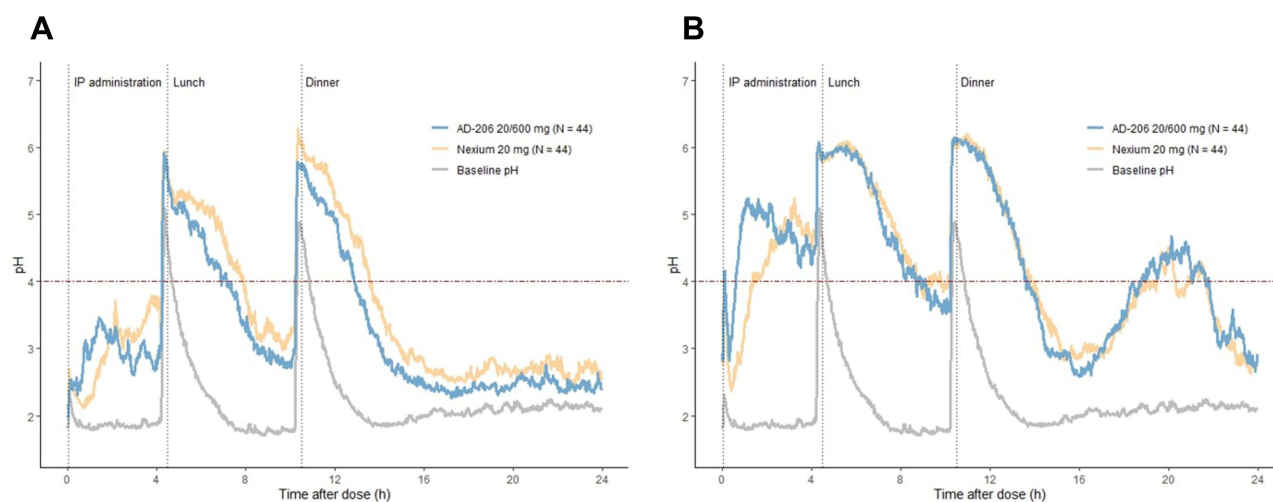 A
IP administration Lunch Dinner
AD-206 20/600 mg (N = 44)
Nexium 20 mg (N = 44)
Baseline pH
pH
7
6
5
4
3
2
0 4 8 12 16 20 24
Time after dose (h)
B
IP administration Lunch Dinner
AD-206 20/600 mg (N = 44)
Nexium 20 mg (N = 44)
Baseline pH
pH
7
6
5
4
3
2
0 4 8 12 16 20 24
Time after dose (h)